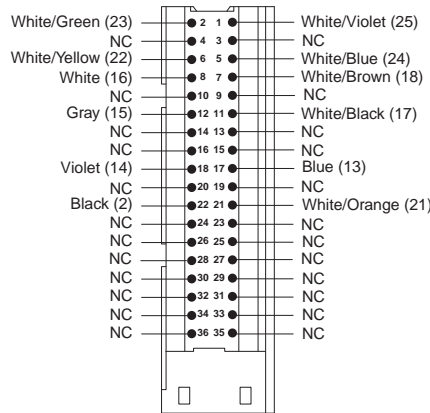 White/Green (23) 2 1 White/Violet (25)
NC 4 3 NC
White/Yellow (22) 6 5 White/Blue (24)
White (16) 8 7 White/Brown (18)
NC 10 9 NC
Gray (15) 12 11 White/Black (17)
NC 14 13 NC
NC 16 15 NC
Violet (14) 18 17 Blue (13)
NC 20 19 NC
Black (2) 22 21 White/Orange (21)
NC 24 23 NC
NC 26 25 NC
NC 28 27 NC
NC 30 29 NC
NC 32 31 NC
NC 34 33 NC
NC 36 35 NC